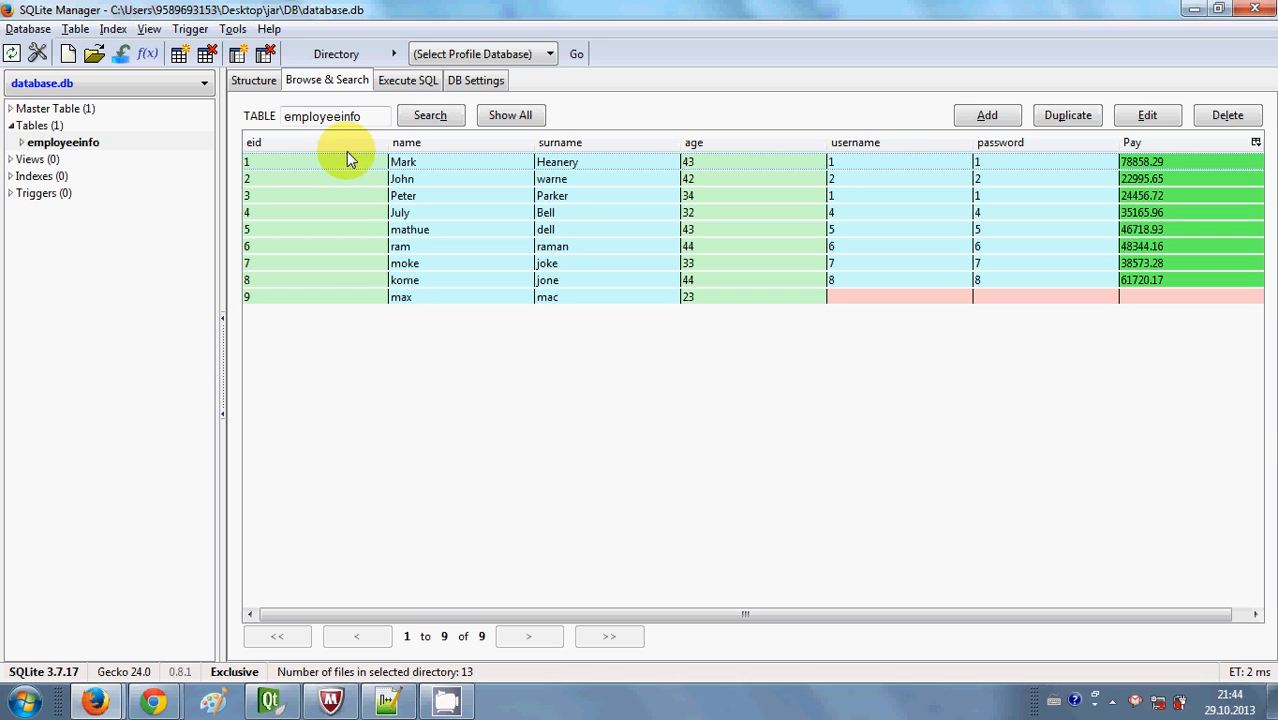 SQLite Manager - C:\Users\9589693153\Desktop\jar\DB\database.db
Database Table Index View Trigger Tools Help
f(x) Directory (Select Profile Database) Go
database.db
Master Table (1)
Tables (1)
employeeinfo
Views (0)
Indexes (0)
Triggers (0)
Structure Browse & Search Execute SQL DB Settings
TABLE employeeinfo Search Show All Add Duplicate Edit Delete
eid name surname age username password Pay
1 Mark Heanery 43 1 1 78858.29
2 John warne 42 2 2 22995.65
3 Peter Parker 34 1 1 24456.72
4 July Bell 32 4 4 35165.96
5 mathue dell 43 5 5 46718.93
6 ram raman 44 6 6 48344.16
7 moke joke 33 7 7 38573.28
8 kome jone 44 8 8 61720.17
9 max mac 23
<< < 1 to 9 of 9 > >>
SQLite 3.7.17 Gecko 24.0 0.8.1 Exclusive Number of files in selected directory: 13 ET: 2 ms
Qt
21:44
29.10.2013